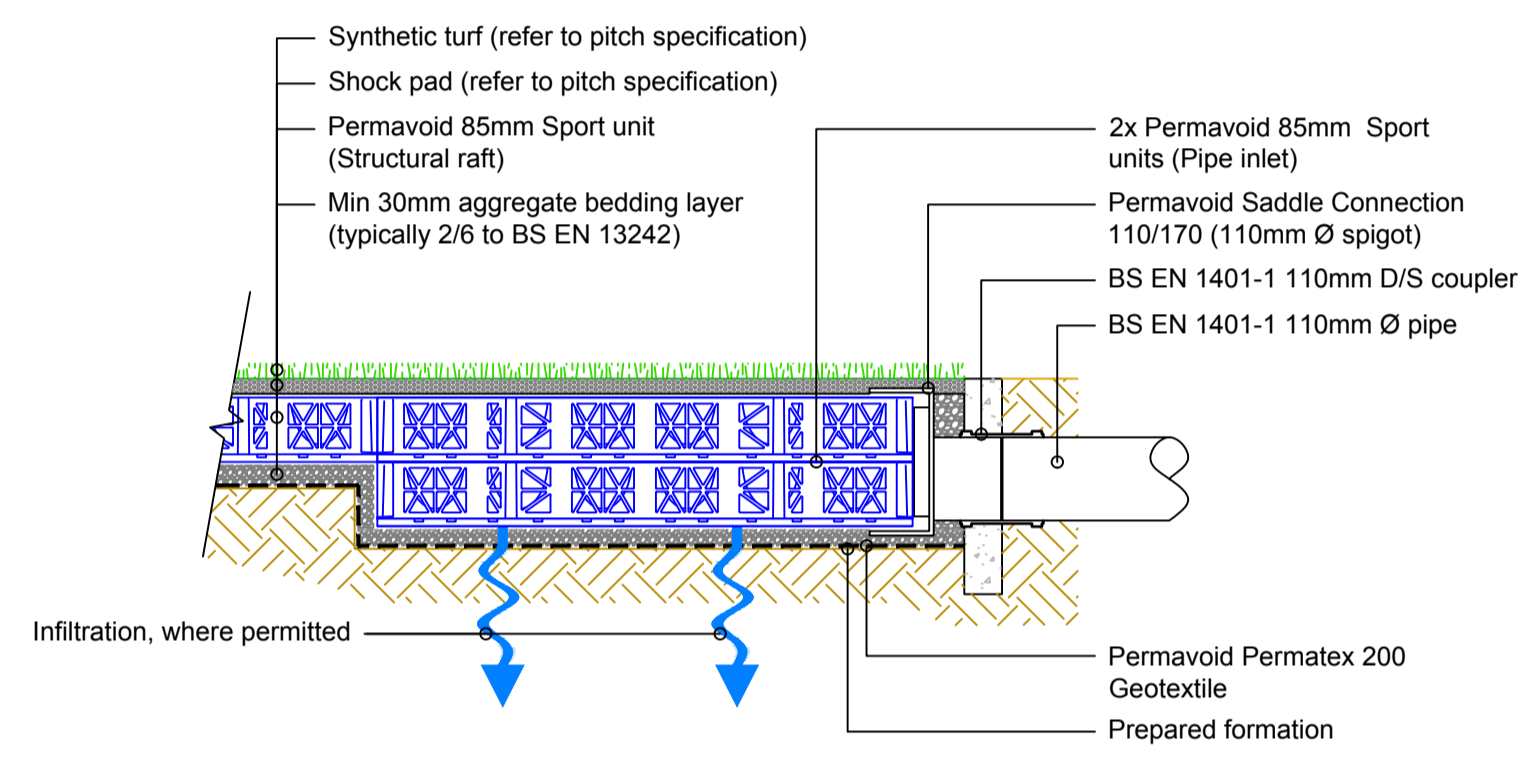 Synthetic turf (refer to pitch specification)
Shock pad (refer to pitch specification)
Permavoid 85mm Sport unit
(Structural raft)
Min 30mm aggregate bedding layer
(typically 2/6 to BS EN 13242)
2x Permavoid 85mm Sport
units (Pipe inlet)
Permavoid Saddle Connection
110/170 (110mm Ø spigot)
BS EN 1401-1 110mm D/S coupler
BS EN 1401-1 110mm Ø pipe
Infiltration, where permitted
Permavoid Permatex 200
Geotextile
Prepared formation